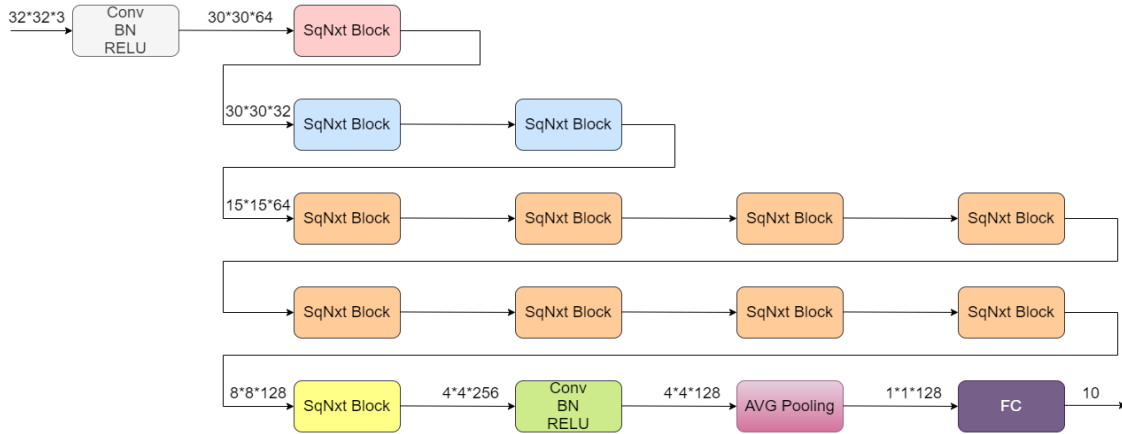 32*32*3
Conv
BN
RELU
30*30*64
SqNxt Block
30*30*32
SqNxt Block
SqNxt Block
15*15*64
SqNxt Block
SqNxt Block
SqNxt Block
SqNxt Block
SqNxt Block
SqNxt Block
SqNxt Block
SqNxt Block
8*8*128
SqNxt Block
4*4*256
Conv
BN
RELU
4*4*128
AVG Pooling
1*1*128
FC
10